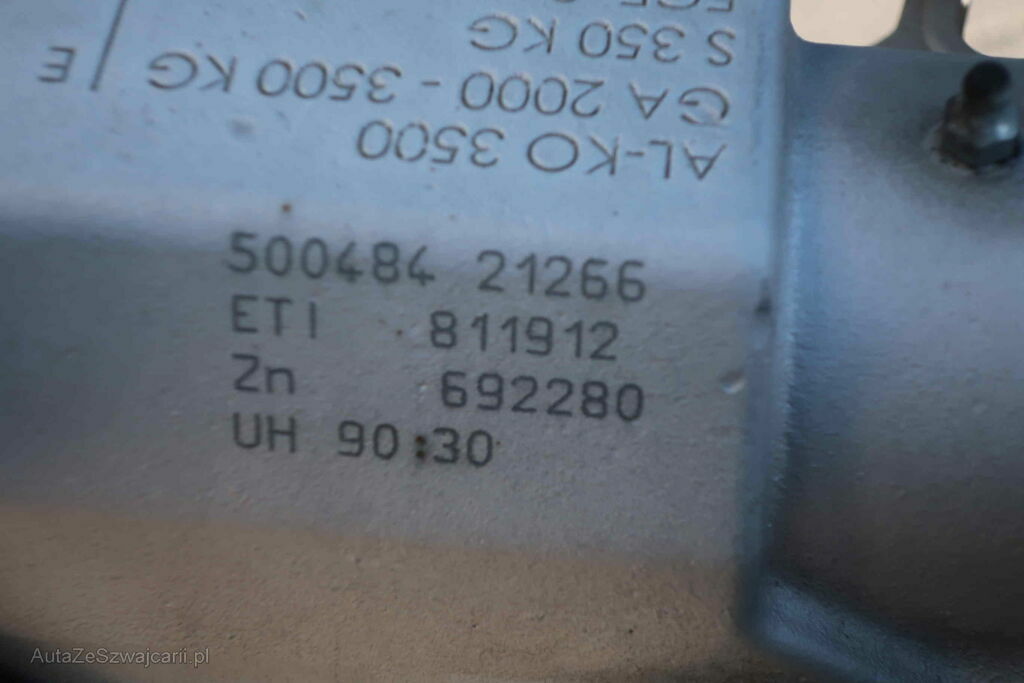 AL-KO 3500
GA 2000 - 3500 KG / E
S 350 KG
500484 21266
ETI 811912
Zn 692280
UH 90:30
AutaZeSzwajcarii.pl